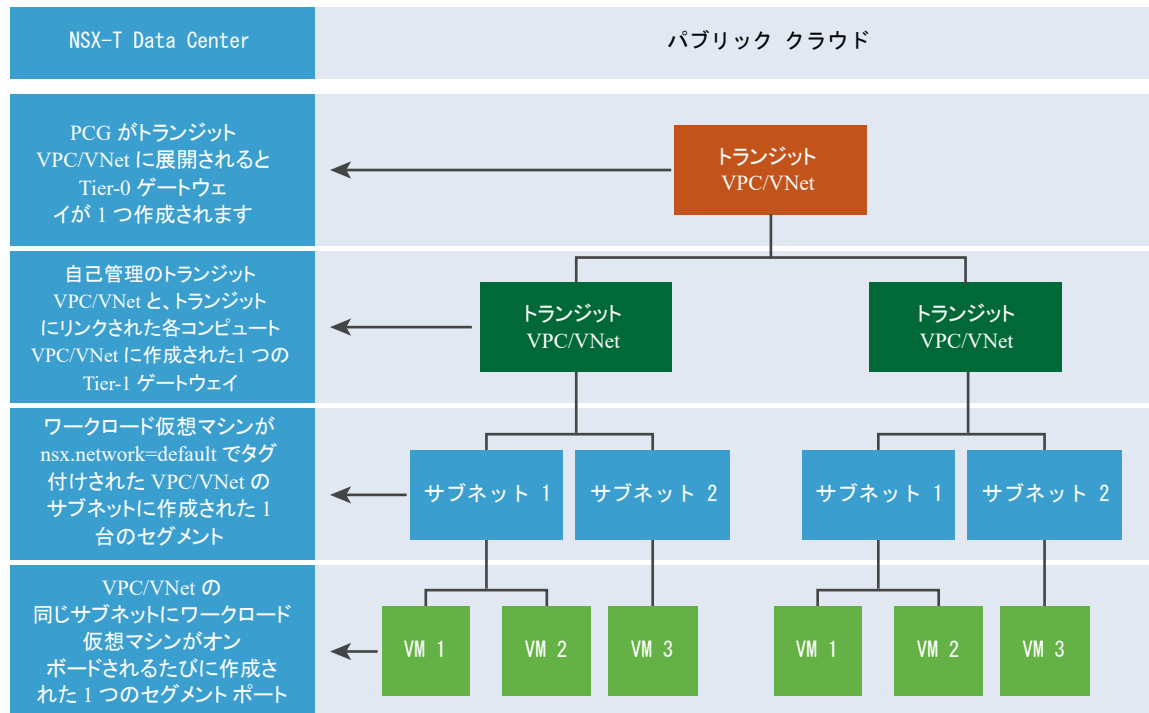 NSX-T Data Center
パブリック クラウド
PCG がトランジット
VPC/VNet に展開されると
Tier-0 ゲートウェ
イが 1 つ作成されます
トランジット
VPC/VNet
自己管理のトランジット
VPC/VNet と、トランジット
にリンクされた各コンピュート
VPC/VNet に作成された1 つの
Tier-1 ゲートウェイ
トランジット
VPC/VNet
トランジット
VPC/VNet
ワークロード仮想マシンが
nsx.network=default でタグ
付けされた VPC/VNet の
サブネットに作成された 1
台のセグメント
サブネット 1
サブネット 2
サブネット 1
サブネット 2
VPC/VNet の
同じサブネットにワークロード
仮想マシンがオン
ボードされるたびに作成さ
れた 1 つのセグメント ポート
VM 1
VM 2
VM 3
VM 1
VM 2
VM 3